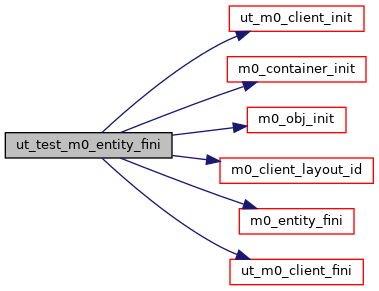 ut_m0_client_init
m0_container_init
m0_obj_init
ut_test_m0_entity_fini
m0_client_layout_id
m0_entity_fini
ut_m0_client_fini